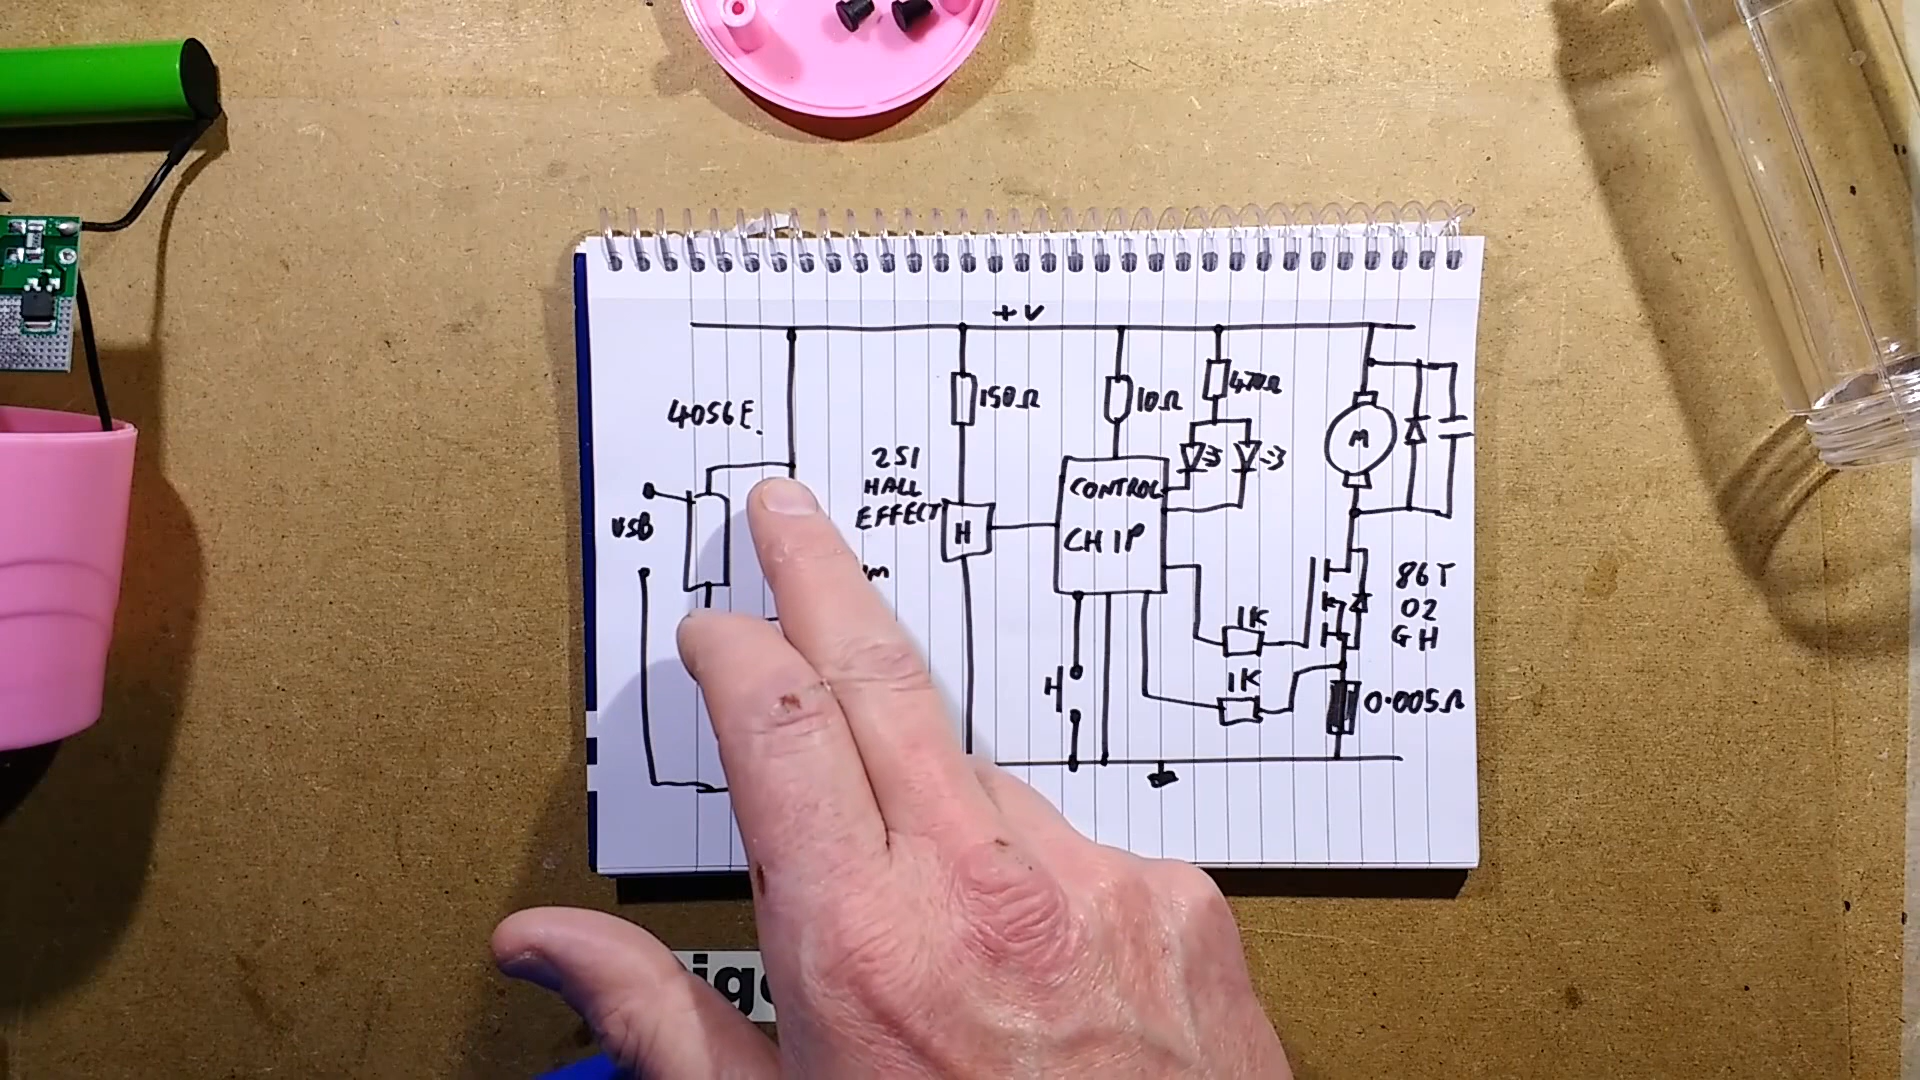 +V
4056E.
150Ω
10Ω
470Ω
251
HALL
EFFECT
H
USB
CONTROL
CHIP
M
86T
02
GH
1K
1K
0.005Ω